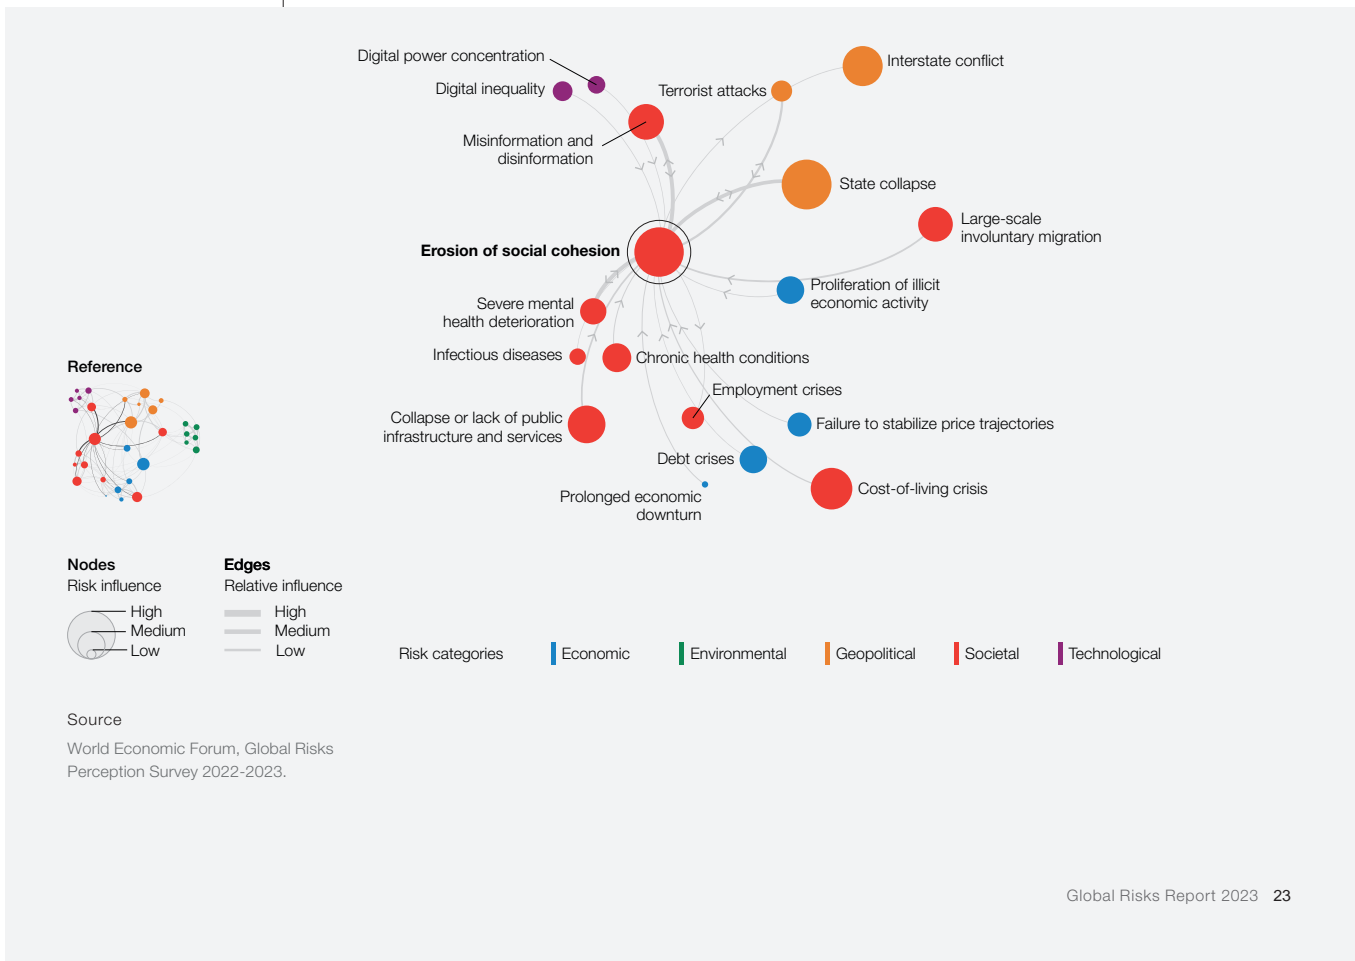 Digital power concentration
Interstate conflict
Digital inequality
Terrorist attacks
Misinformation and
disinformation
State collapse
Large-scale
involuntary migration
Erosion of social cohesion
Proliferation of illicit
economic activity
Severe mental
health deterioration
Infectious diseases
Chronic health conditions
Employment crises
Collapse or lack of public
infrastructure and services
Failure to stabilize price trajectories
Debt crises
Cost-of-living crisis
Prolonged economic
downturn
Reference
Nodes
Risk influence
High
Medium
Low
Edges
Relative influence
High
Medium
Low
Risk categories
Economic
Environmental
Geopolitical
Societal
Technological
Source
World Economic Forum, Global Risks
Perception Survey 2022-2023.
Global Risks Report 2023 23